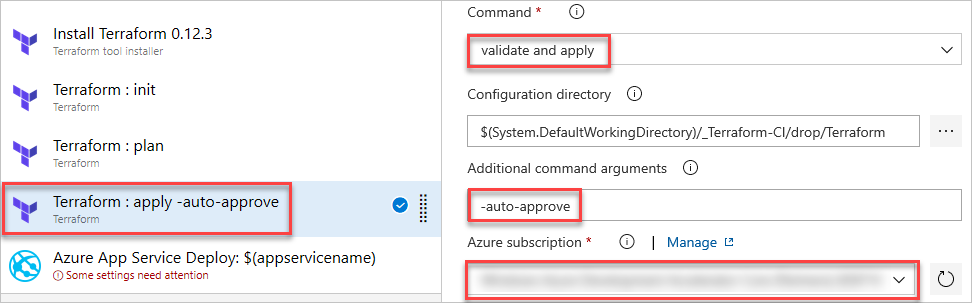 Install Terraform 0.12.3
Terraform tool installer
Terraform : init
Terraform
Terraform : plan
Terraform
Terraform : apply -auto-approve
Terraform
Azure App Service Deploy: $(appservicename)
Some settings need attention
Command *
validate and apply
Configuration directory
$(System.DefaultWorkingDirectory)/_Terraform-CI/drop/Terraform
Additional command arguments
-auto-approve
Azure subscription * | Manage